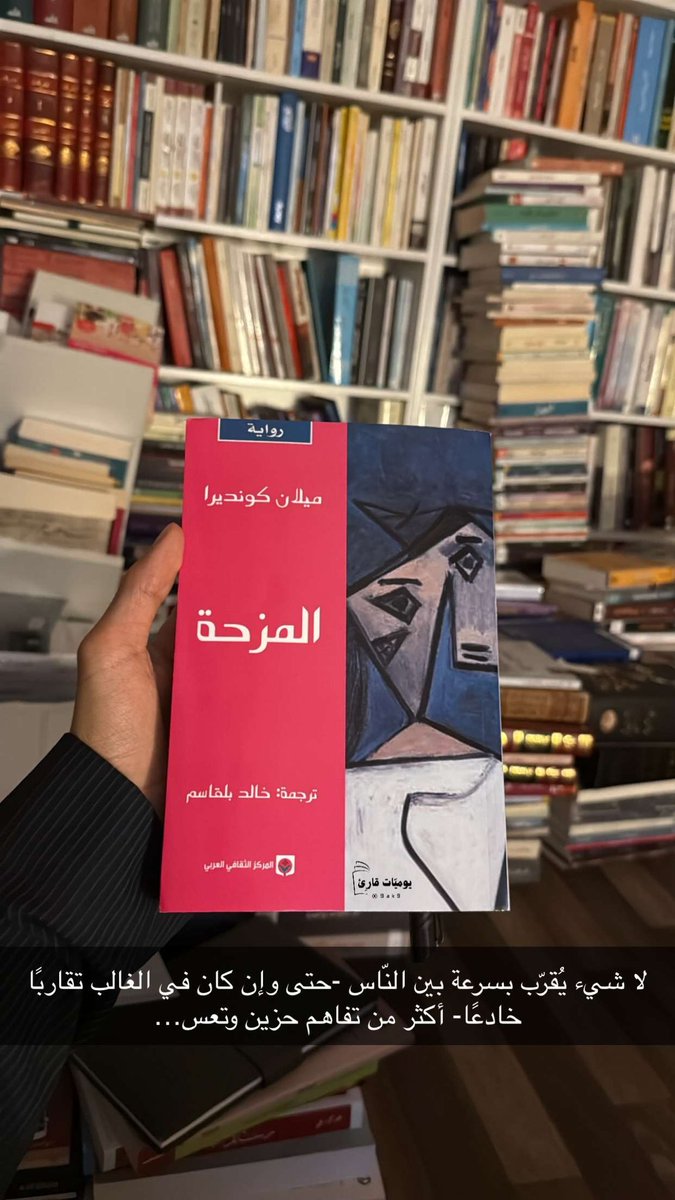 رواية
ميلان كونديرا
المزحة
ترجمة: خالد بلقاسم
المركز الثقافي العربي
يوميّات قارئ
لا شيء يُقرّب بسرعة بين النّاس -حتى وإن كان في الغالب تقاربًا
خادعًا- أكثر من تفاهم حزين وتعس...